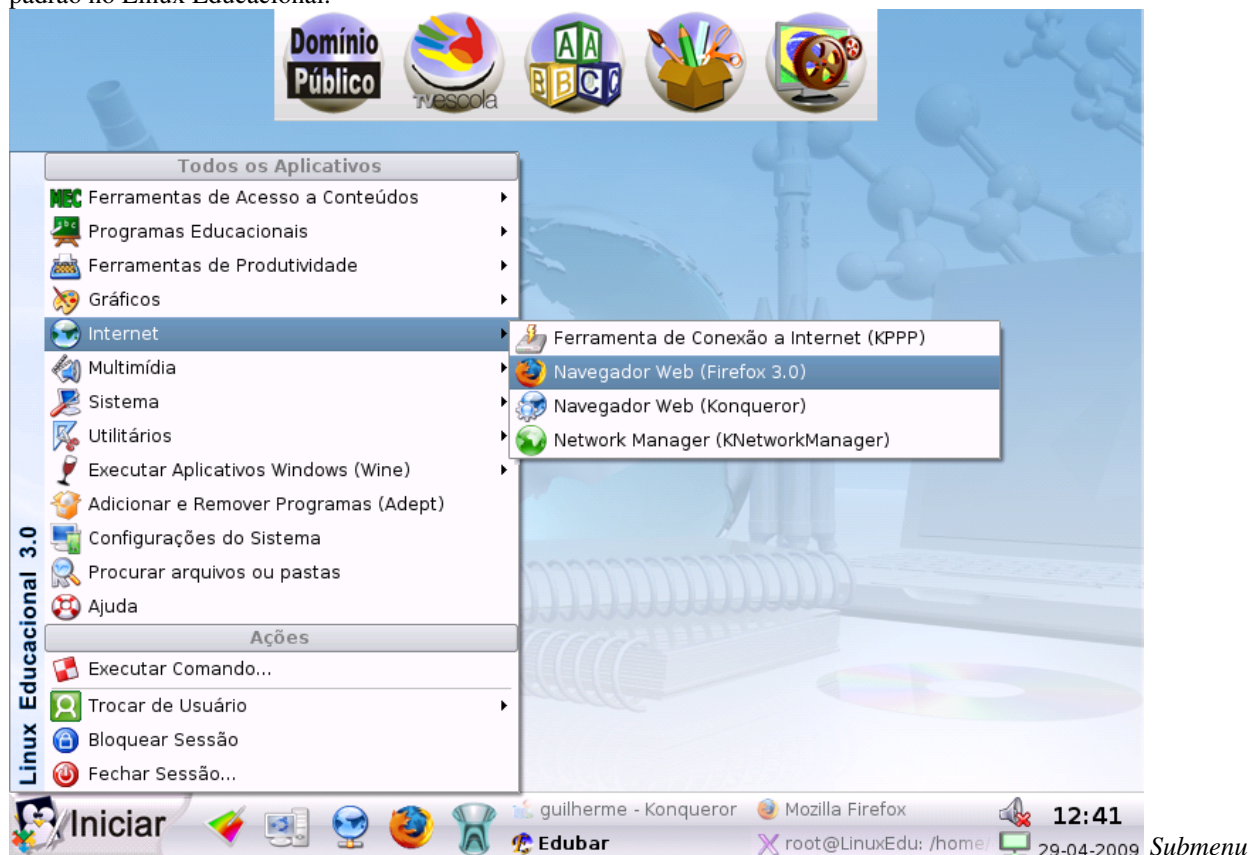 padrão no Linux Educacional.
Domínio
Público
TVescola
A A
B B C C
Todos os Aplicativos
MEC Ferramentas de Acesso a Conteúdos
abc Programas Educacionais
Ferramentas de Produtividade
Gráficos
Internet
Multimídia
Sistema
Utilitários
Executar Aplicativos Windows (Wine)
Adicionar e Remover Programas (Adept)
Configurações do Sistema
Procurar arquivos ou pastas
Ajuda
Ações
Executar Comando...
Trocar de Usuário
Bloquear Sessão
Fechar Sessão...
Linux Educacional 3.0
Ferramenta de Conexão a Internet (KPPP)
Navegador Web (Firefox 3.0)
Navegador Web (Konqueror)
Network Manager (KNetworkManager)
Iniciar
guilherme - Konqueror
Mozilla Firefox
Edubar
root@LinuxEdu: /home/
12:41
29-04-2009
Submenu